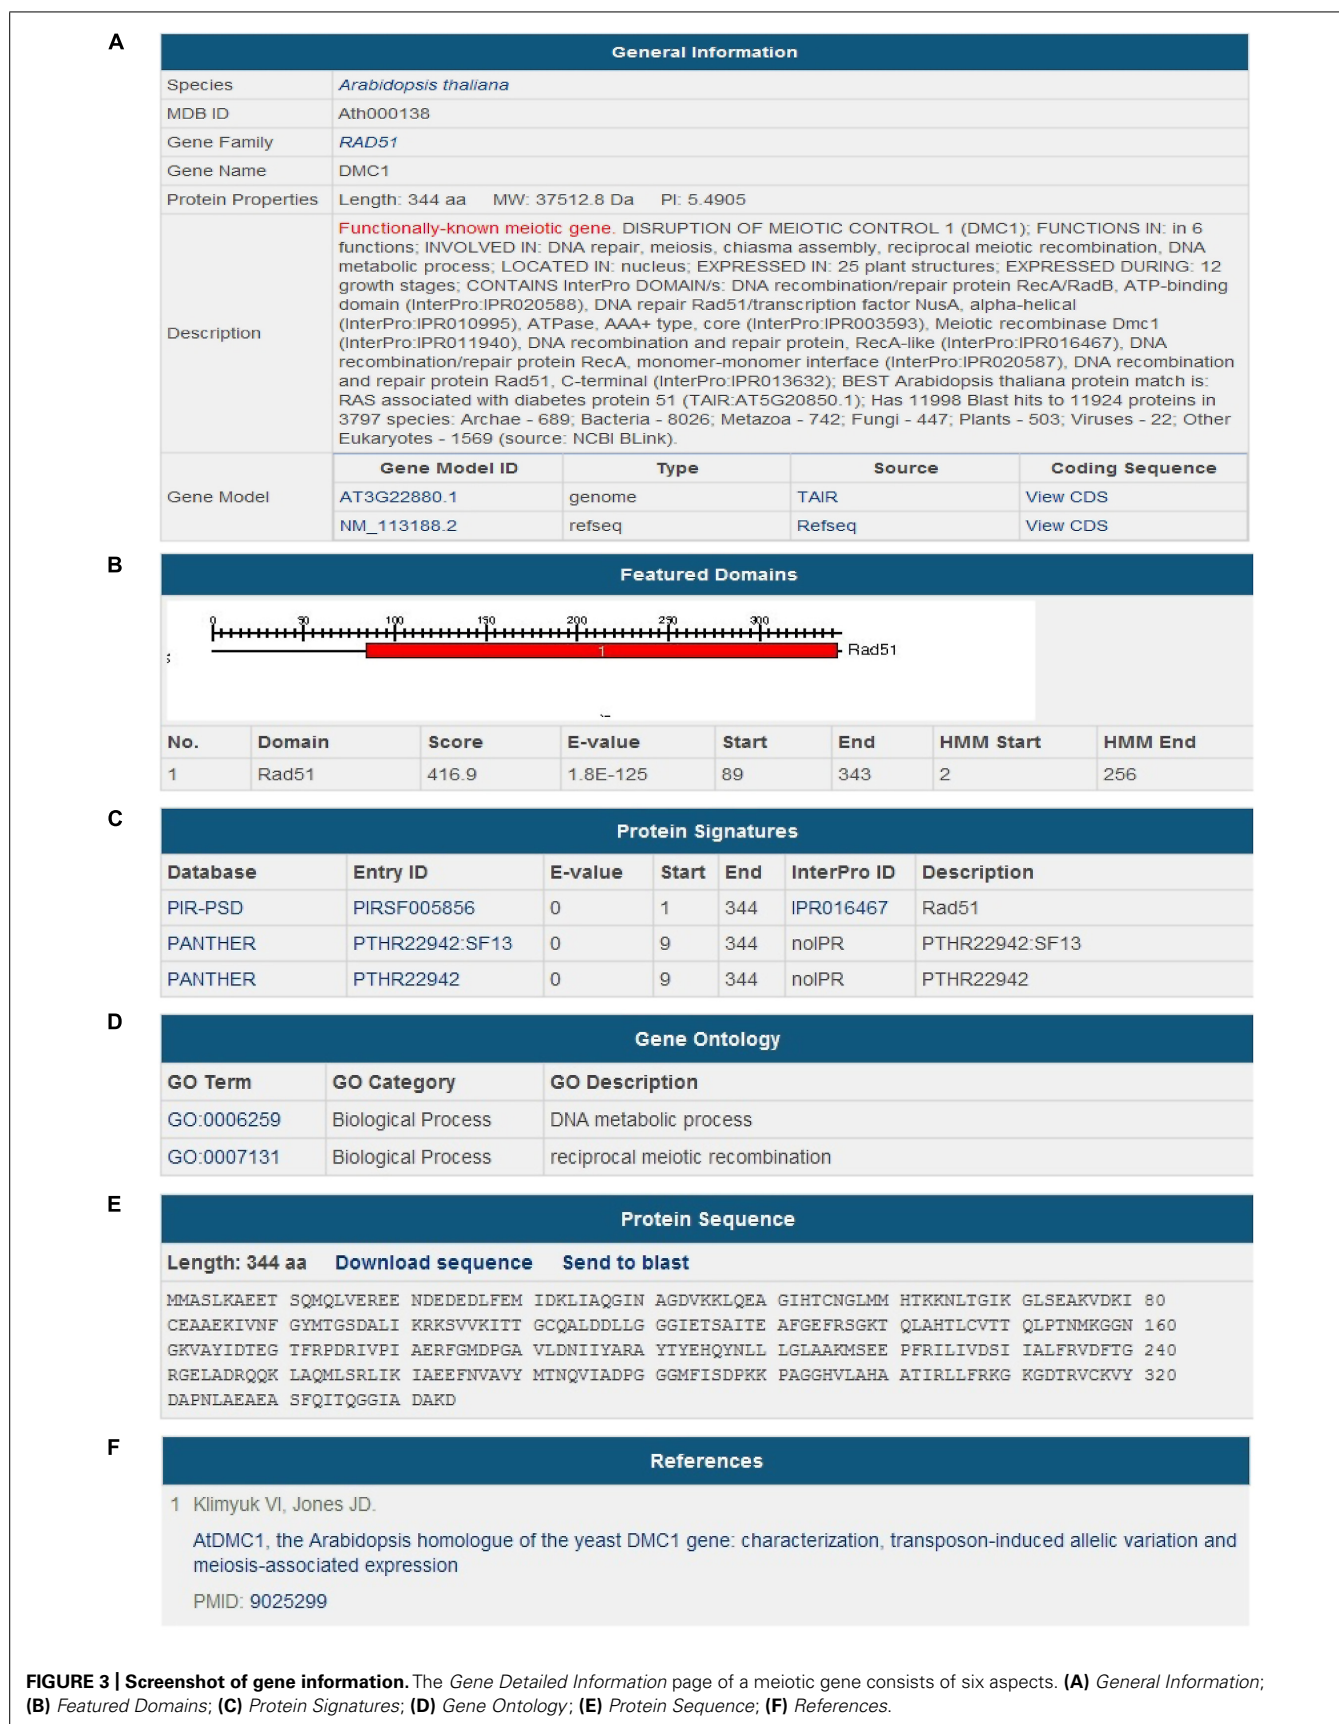 A
General Information
Species Arabidopsis thaliana
MDB ID Ath000138
Gene Family RAD51
Gene Name DMC1
Protein Properties Length: 344 aa MW: 37512.8 Da PI: 5.4905
Description
Functionally-known meiotic gene. DISRUPTION OF MEIOTIC CONTROL 1 (DMC1); FUNCTIONS IN: in 6
functions; INVOLVED IN: DNA repair, meiosis, chiasma assembly, reciprocal meiotic recombination, DNA
metabolic process; LOCATED IN: nucleus; EXPRESSED IN: 25 plant structures; EXPRESSED DURING: 12
growth stages; CONTAINS InterPro DOMAIN/s: DNA recombination/repair protein RecA/RadB, ATP-binding
domain (InterPro:IPR020588), DNA repair Rad51/transcription factor NusA, alpha-helical
(InterPro:IPR010995), ATPase, AAA+ type, core (InterPro:IPR003593), Meiotic recombinase Dmc1
(InterPro:IPR011940), DNA recombination and repair protein, RecA-like (InterPro:IPR016467), DNA
recombination/repair protein RecA, monomer-monomer interface (InterPro:IPR020587), DNA recombination
and repair protein Rad51, C-terminal (InterPro:IPR013632); BEST Arabidopsis thaliana protein match is:
RAS associated with diabetes protein 51 (TAIR:AT5G20850.1); Has 11998 Blast hits to 11924 proteins in
3797 species: Archae - 689; Bacteria - 8026; Metazoa - 742; Fungi - 447; Plants - 503; Viruses - 22; Other
Eukaryotes - 1569 (source: NCBI BLink).
Gene Model
Gene Model ID Type Source Coding Sequence
AT3G22880.1 genome TAIR View CDS
NM_113188.2 refseq Refseq View CDS
B
Featured Domains
0 50 100 150 200 250 300
1 Rad51
No. Domain Score E-value Start End HMM Start HMM End
1 Rad51 416.9 1.8E-125 89 343 2 256
C
Protein Signatures
Database Entry ID E-value Start End InterPro ID Description
PIR-PSD PIRSF005856 0 1 344 IPR016467 Rad51
PANTHER PTHR22942:SF13 0 9 344 noIPR PTHR22942:SF13
PANTHER PTHR22942 0 9 344 noIPR PTHR22942
D
Gene Ontology
GO Term GO Category GO Description
GO:0006259 Biological Process DNA metabolic process
GO:0007131 Biological Process reciprocal meiotic recombination
E
Protein Sequence
Length: 344 aa Download sequence Send to blast
MMASLKAEET SQMQLVEREE NDEDEDLFEM IDKLIAQGIN AGDVKKLQEA GIHTCNGLMM HTKKNLTGIK GLSEAKVDKI 80
CEAAEKIVNF GYMTGSDALI KRKSVVKITT GCQALDDLLG GGIETSAITE AFGEFRSGKT QLAHTLCVTT QLPTNMKGGN 160
GKVAYIDTEG TFRPDRIVPI AERFGMDPGA VLDNIIYARA YTYEHQYNLL LGLAAKMSEE PFRILIVDSI IALFRVDFTG 240
RGELADRQQK LAQMLSRLIK IAEEFNVAVY MTNQVIADPG GGMFISDPKK PAGGHVLAHA ATIRLLFRKG KGDTRVCKVY 320
DAPNLAEAEA SFQITQGGIA DAKD
F
References
1 Klimyuk VI, Jones JD.
AtDMC1, the Arabidopsis homologue of the yeast DMC1 gene: characterization, transposon-induced allelic variation and
meiosis-associated expression
PMID: 9025299
FIGURE 3 | Screenshot of gene information. The Gene Detailed Information page of a meiotic gene consists of six aspects. (A) General Information;
(B) Featured Domains; (C) Protein Signatures; (D) Gene Ontology; (E) Protein Sequence; (F) References.